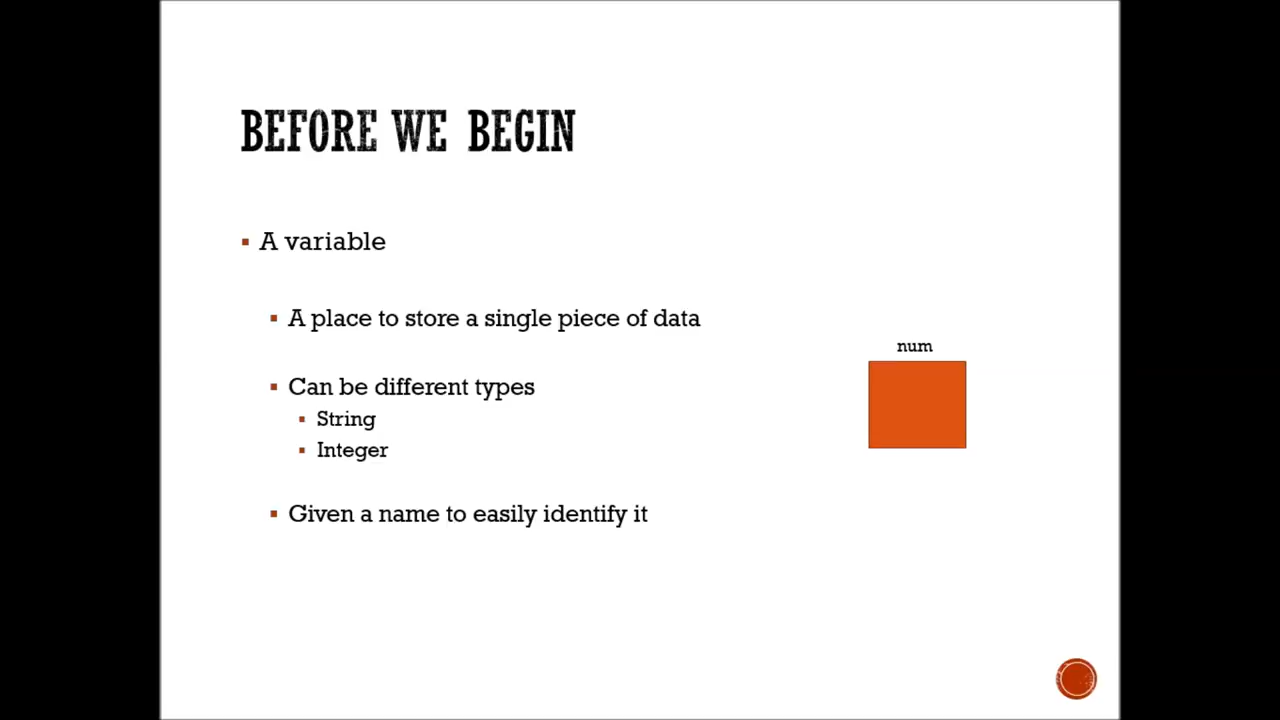 BEFORE WE BEGIN
A variable
A place to store a single piece of data
num
Can be different types
String
Integer
Given a name to easily identify it